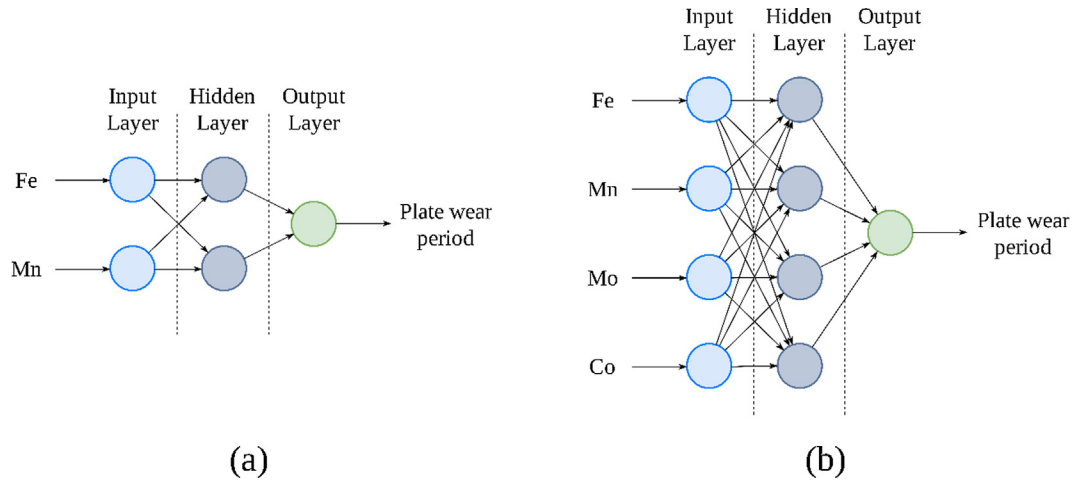 Input
Layer
Hidden
Layer
Output
Layer
Fe
Mn
Plate wear
period
(a)
Input
Layer
Hidden
Layer
Output
Layer
Fe
Mn
Mo
Co
Plate wear
period
(b)